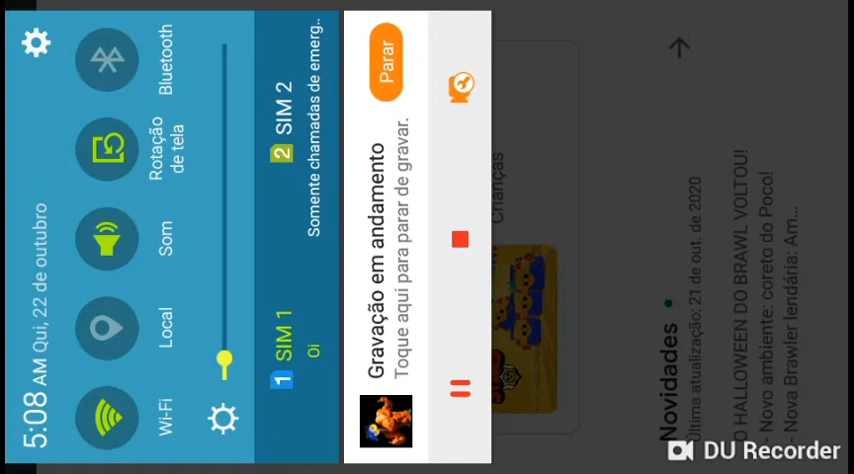 5:08 AM Qui, 22 de outubro
Wi-Fi
Local
Som
Rotação
de tela
Bluetooth
1 SIM 1
Oi
2 SIM 2
Somente chamadas de emerg..
Gravação em andamento
Toque aqui para parar de gravar.
Parar
Crianças
Novidades
Última atualização: 21 de out. de 2020
O HALLOWEEN DO BRAWL VOLTOU!
- Novo ambiente: coreto do Poco!
- Nova Brawler lendária: Am...
DU Recorder